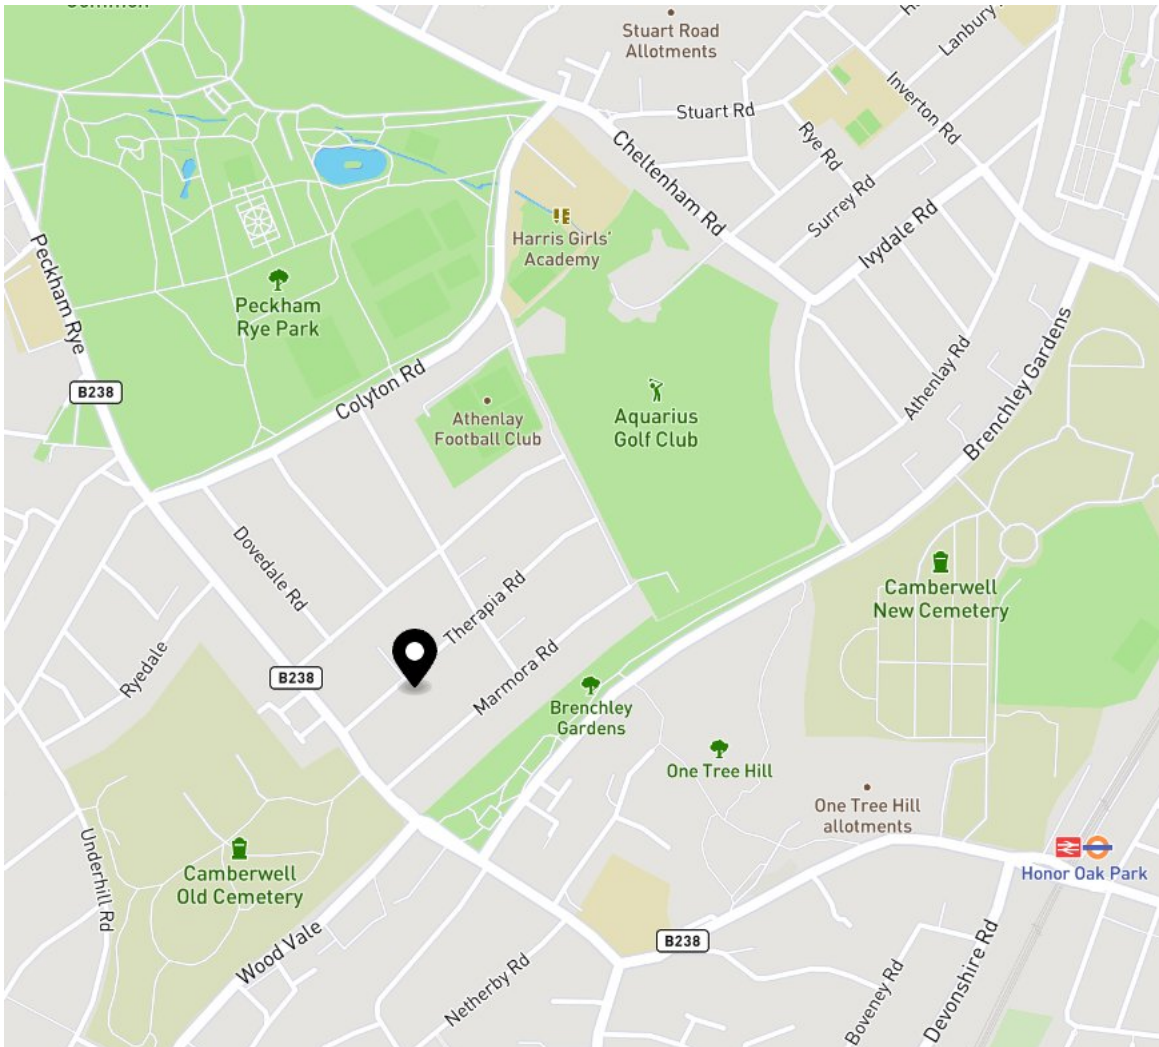 Common
Stuart Road
Allotments
Lanbury
Inverton Rd
Stuart Rd
Rye Rd
Cheltenham Rd
Surrey Rd
Ivydale Rd
Harris Girls'
Academy
Peckham Rye
Peckham
Rye Park
B238
Colyton Rd
Athenlay
Football Club
Aquarius
Golf Club
Athenlay Rd
Brenchley Gardens
Dovedale Rd
Therapia Rd
Camberwell
New Cemetery
Ryedale
B238
Marmora Rd
Brenchley
Gardens
One Tree Hill
One Tree Hill
allotments
Underhill Rd
Camberwell
Old Cemetery
Honor Oak Park
Wood Vale
B238
Netherby Rd
Boveney Rd
Devonshire Rd